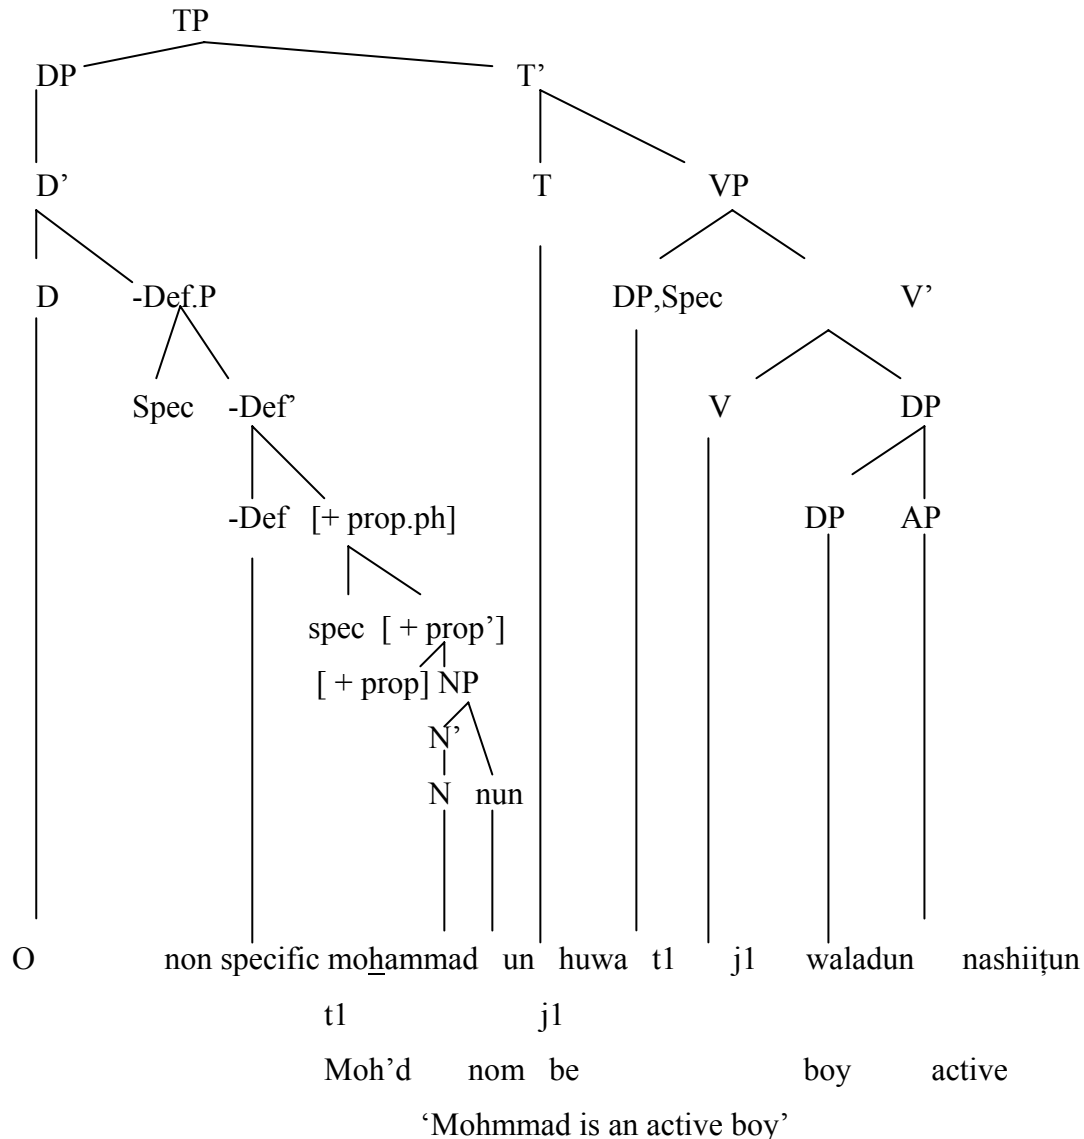 TP
DP T’
D’ T VP
D -Def.P DP,Spec V’
Spec -Def’ V DP
-Def [+ prop.ph] DP AP
spec [ + prop’]
[ + prop] NP
N’
N nun
O non specific mohammad un huwa t1 j1 waladun nashiițun
t1 j1
Moh’d nom be boy active
‘Mohmmad is an active boy’